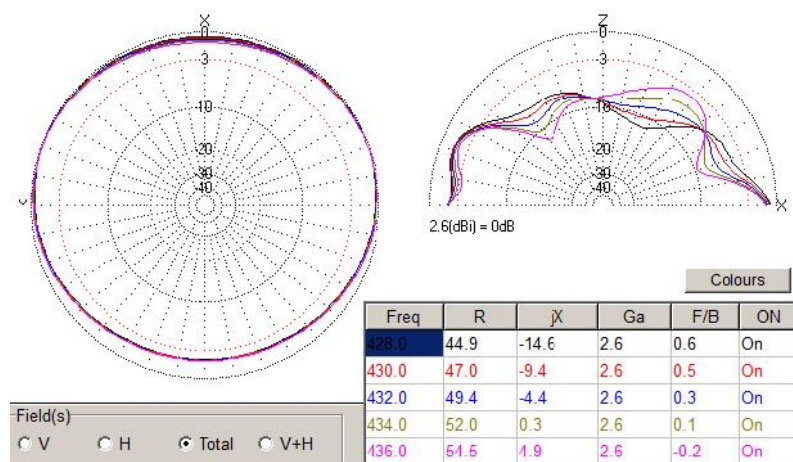 X
3
10
20
30
40
Y
Z
3
10
20
30
40
X
2.6(dBi) = 0dB
Colours
Freq R jX Ga F/B ON
428.0 44.9 -14.6 2.6 0.6 On
430.0 47.0 -9.4 2.6 0.5 On
432.0 49.4 -4.4 2.6 0.3 On
434.0 52.0 0.3 2.6 0.1 On
436.0 54.5 4.9 2.6 -0.2 On
Field(s)
V H Total V+H